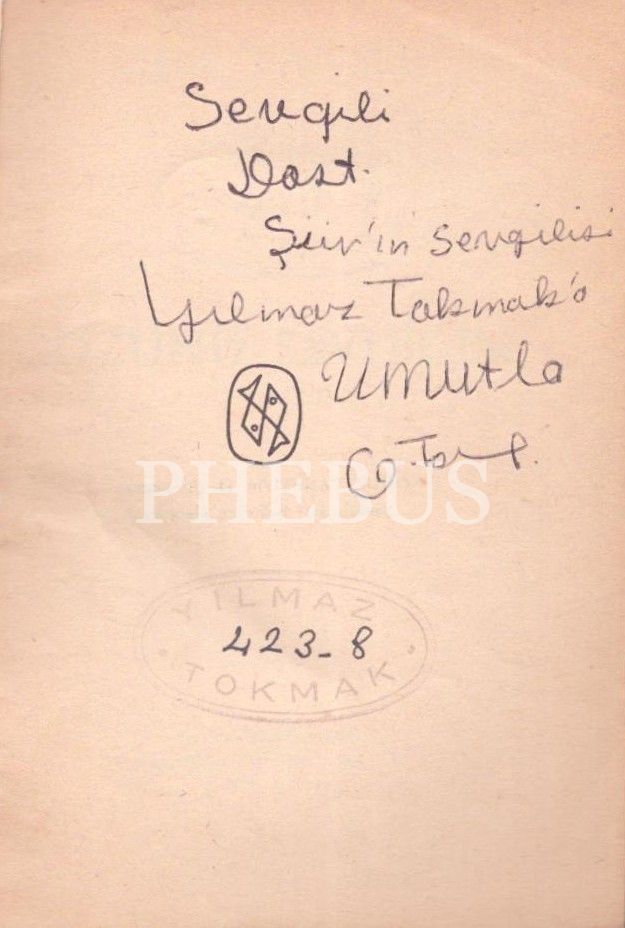 Sevgili
Dost.
Şiir'in Sevgilisi
Yılmaz Tokmak'a
Umutla
PHEBUS
YILMAZ
423-8
TOKMAK